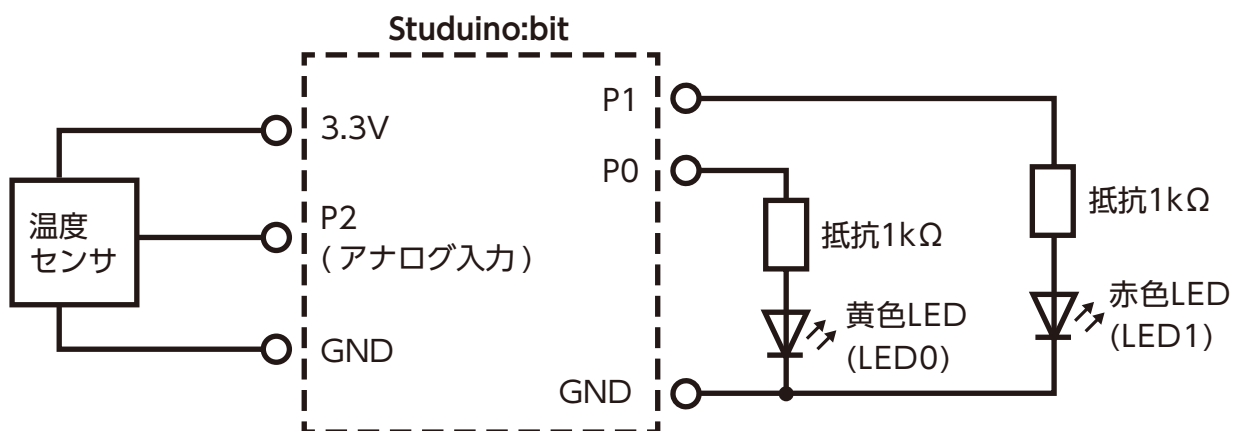 Studuino:bit
3.3V
P2
(アナログ入力)
GND
温度
センサ
P1
P0
GND
抵抗1kΩ
黄色LED
(LED0)
抵抗1kΩ
赤色LED
(LED1)